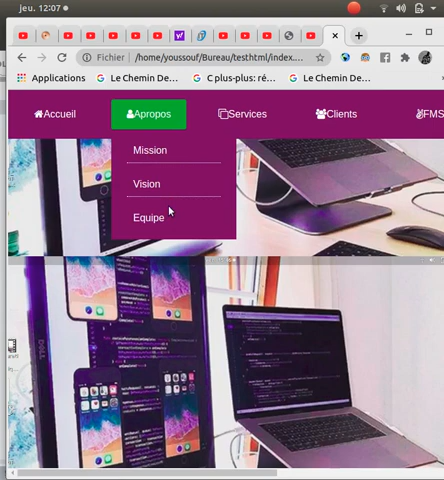 jeu. 12:07
Fichier | /home/youssouf/Bureau/testhtml/index....
Applications Le Chemin De... C plus-plus: ré... Le Chemin De...
Accueil Apropos Services Clients FMS
Mission
Vision
Equipe
DELL